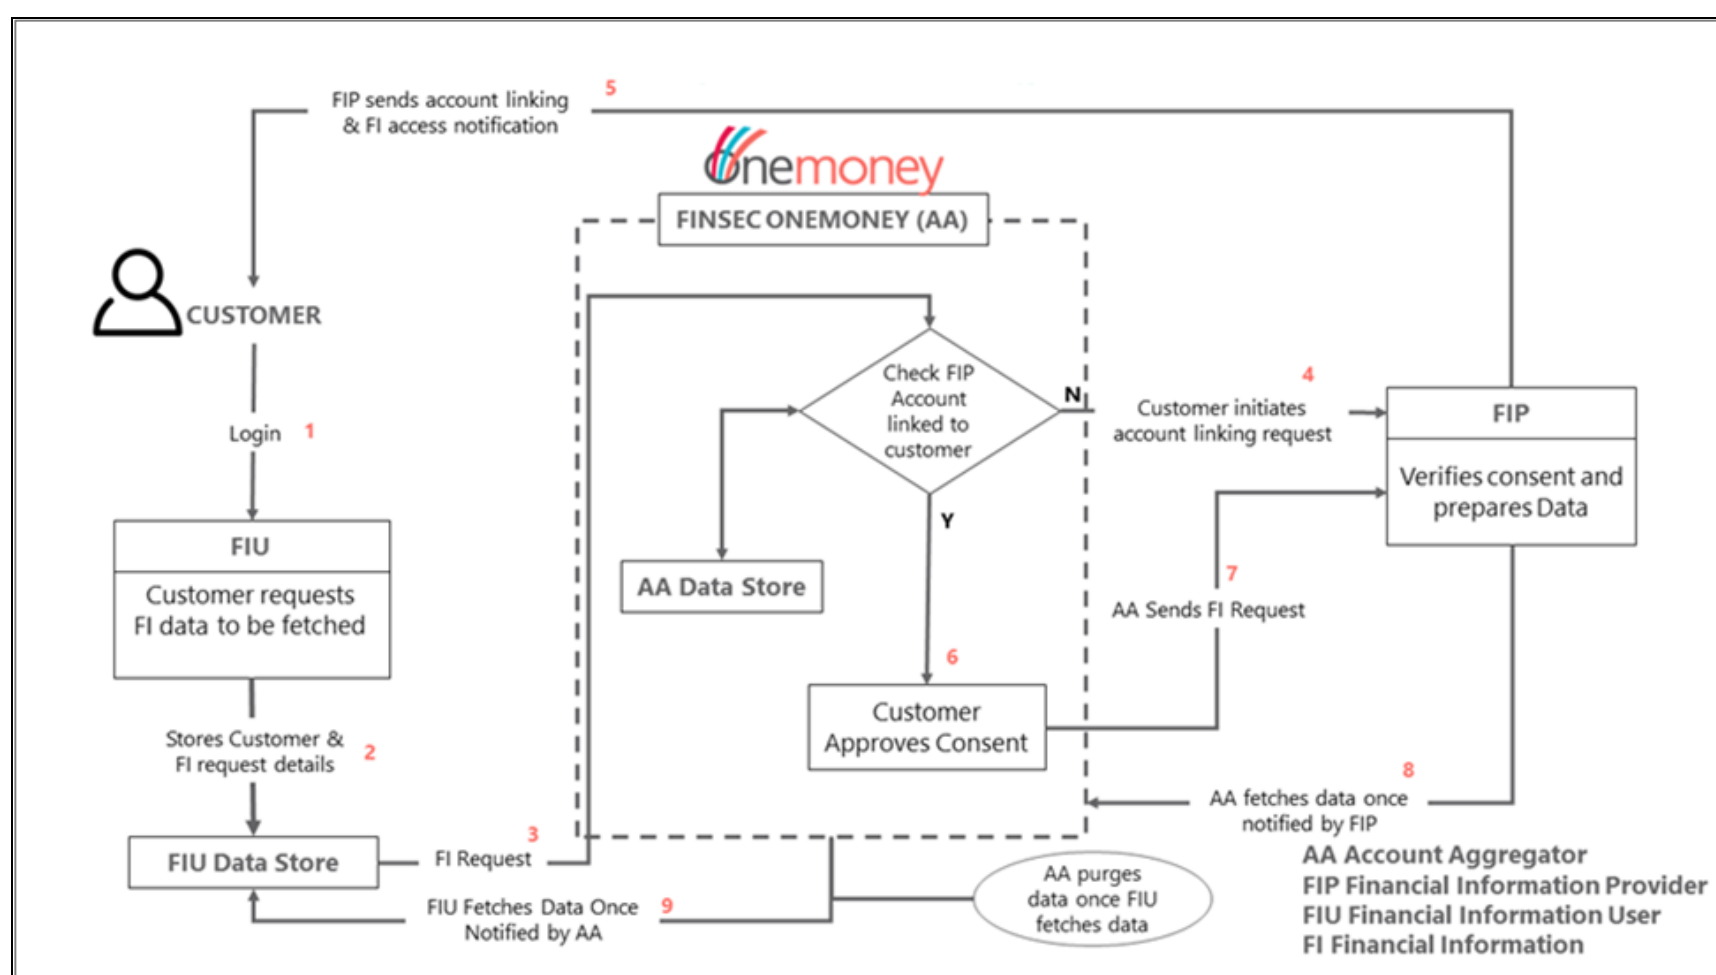 5
FIP sends account linking
& FI access notification
Onemoney
FINSEC ONEMONEY (AA)
CUSTOMER
Check FIP
Account
linked to
customer
N
4
Customer initiates
account linking request
FIP
Verifies consent and
prepares Data
Login 1
Y
FIU
Customer requests
FI data to be fetched
AA Data Store
7
AA Sends FI Request
6
Customer
Approves Consent
Stores Customer &
FI request details
2
8
AA fetches data once
notified by FIP
3
FI Request
FIU Data Store
FIU Fetches Data Once
Notified by AA
9
AA purges
data once FIU
fetches data
AA Account Aggregator
FIP Financial Information Provider
FIU Financial Information User
FI Financial Information